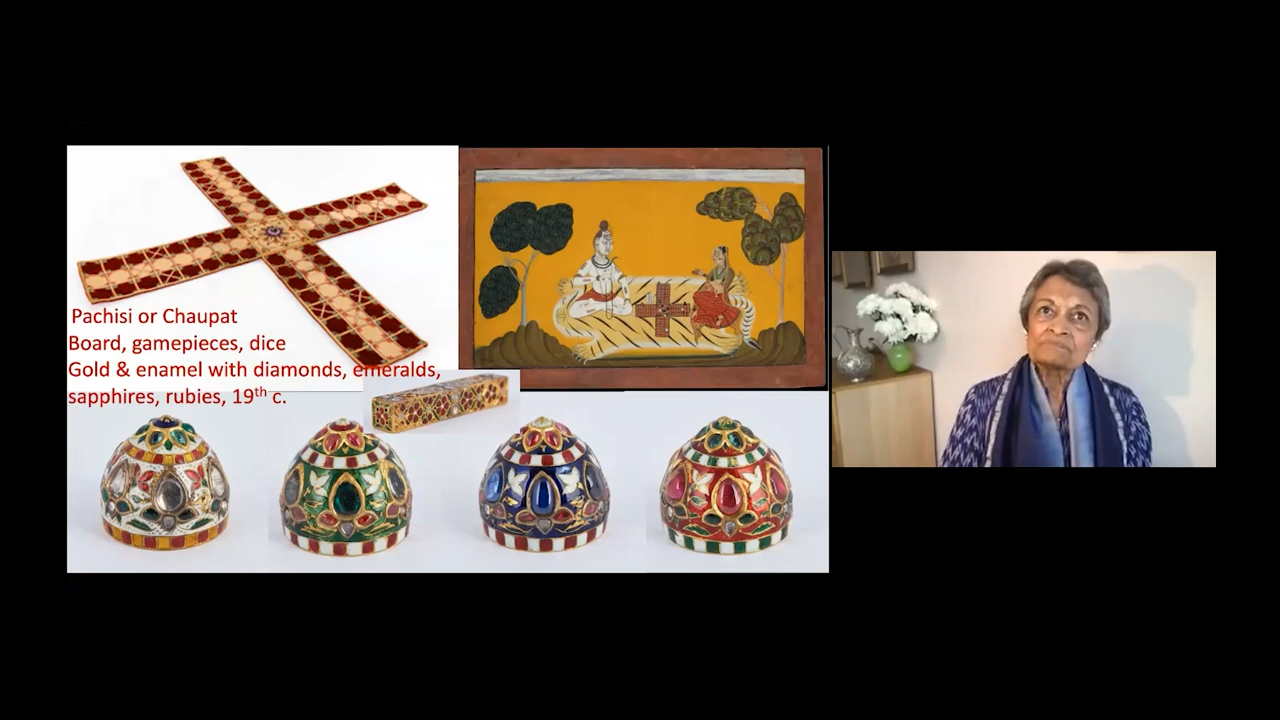 Pachisi or Chaupat
Board, gamepieces, dice
Gold & enamel with diamonds, emeralds,
sapphires, rubies, 19th c.